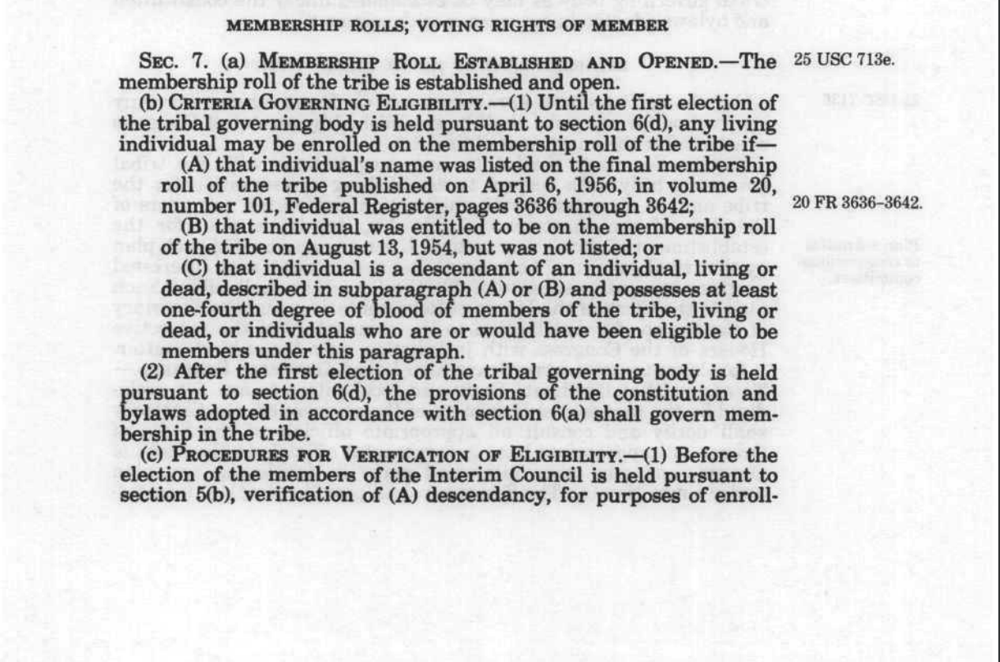 MEMBERSHIP ROLLS; VOTING RIGHTS OF MEMBER
SEC. 7. (a) MEMBERSHIP ROLL ESTABLISHED AND OPENED.—The 25 USC 713e.
membership roll of the tribe is established and open.
(b) CRITERIA GOVERNING ELIGIBILITY.—(1) Until the first election of
the tribal governing body is held pursuant to section 6(d), any living
individual may be enrolled on the membership roll of the tribe if—
(A) that individual's name was listed on the final membership
roll of the tribe published on April 6, 1956, in volume 20,
number 101, Federal Register, pages 3636 through 3642; 20 FR 3636-3642.
(B) that individual was entitled to be on the membership roll
of the tribe on August 13, 1954, but was not listed; or
(C) that individual is a descendant of an individual, living or
dead, described in subparagraph (A) or (B) and possesses at least
one-fourth degree of blood of members of the tribe, living or
dead, or individuals who are or would have been eligible to be
members under this paragraph.
(2) After the first election of the tribal governing body is held
pursuant to section 6(d), the provisions of the constitution and
bylaws adopted in accordance with section 6(a) shall govern mem-
bership in the tribe.
(c) PROCEDURES FOR VERIFICATION OF ELIGIBILITY.—(1) Before the
election of the members of the Interim Council is held pursuant to
section 5(b), verification of (A) descendancy, for purposes of enroll-